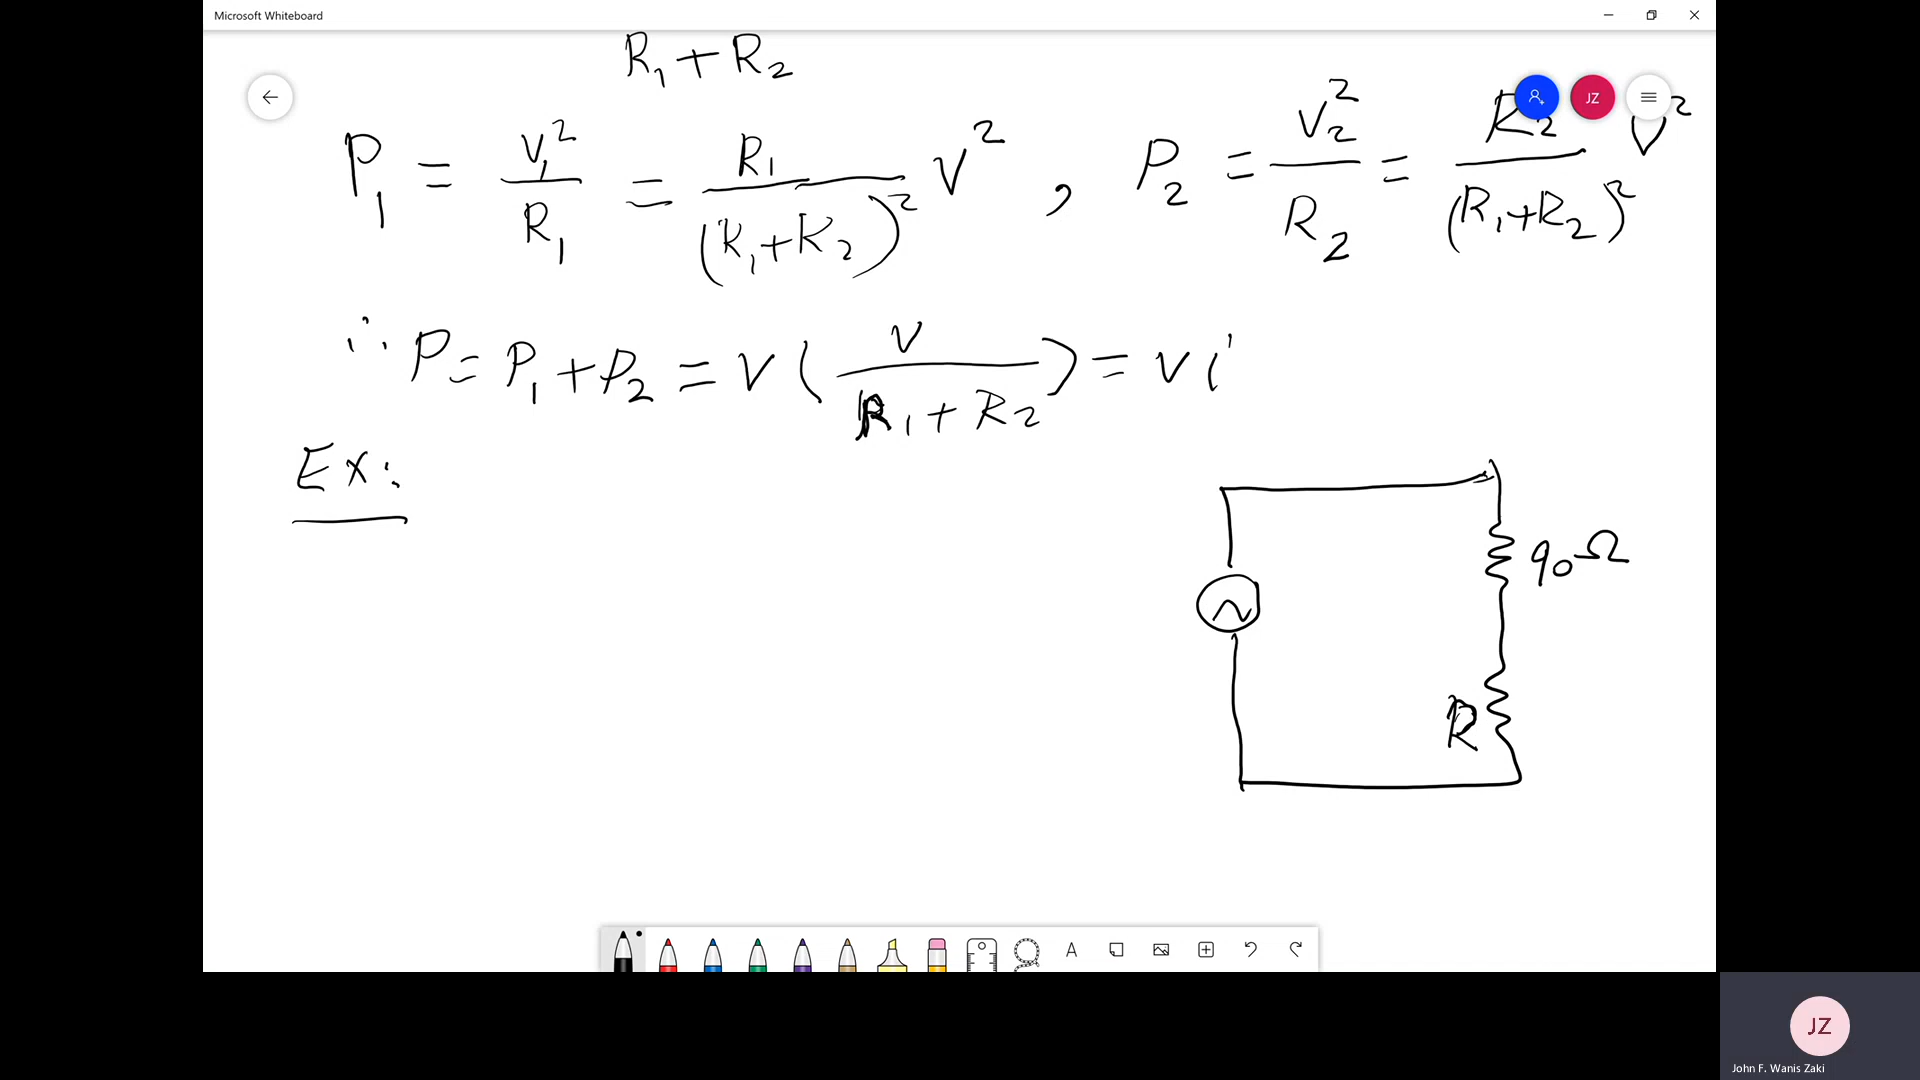 Microsoft Whiteboard
R₁ + R₂
JZ
P₁ = V₁² / R₁ = R₁ / (R₁+R₂)² V² , P₂ = V₂² / R₂ = R₂ / (R₁+R₂)² V²
∴ P = P₁ + P₂ = V ( V / R₁ + R₂ ) = V i
Ex:
90 Ω
R
A
JZ
John F. Wanis Zaki